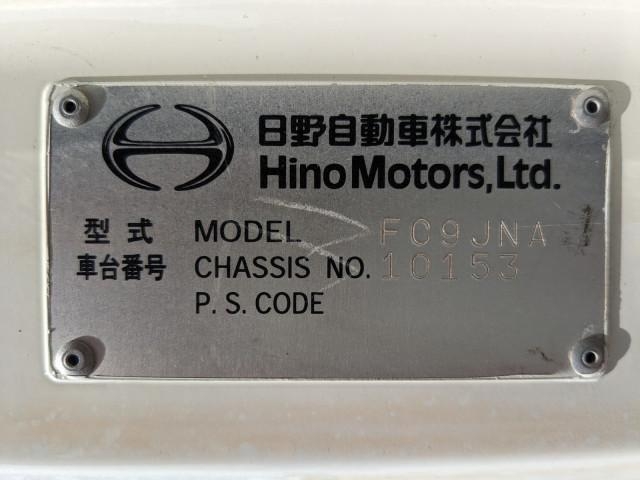 日野自動車株式会社
Hino Motors, Ltd.
型式 MODEL FC9JNA
車台番号 CHASSIS NO. 10153
P. S. CODE